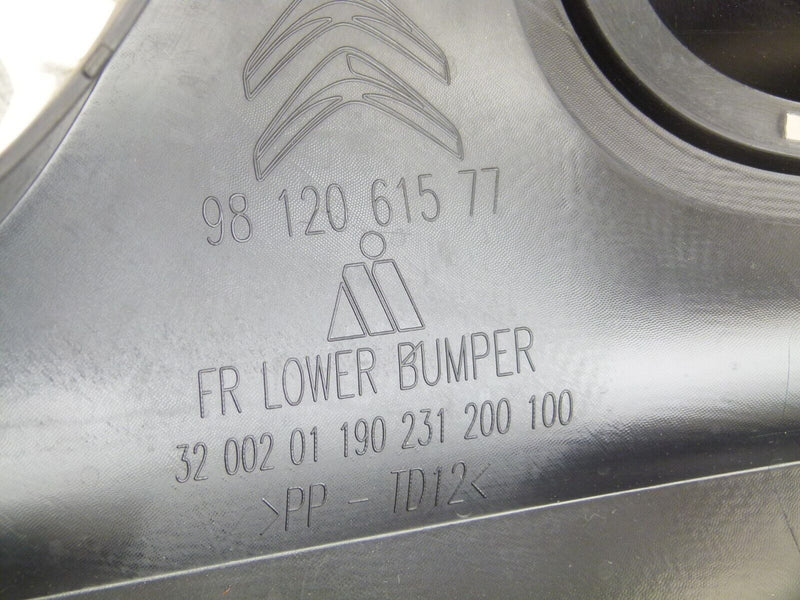 98 120 615 77
FR LOWER BUMPER
32 002 01 190 231 200 100
>PP - TD12<